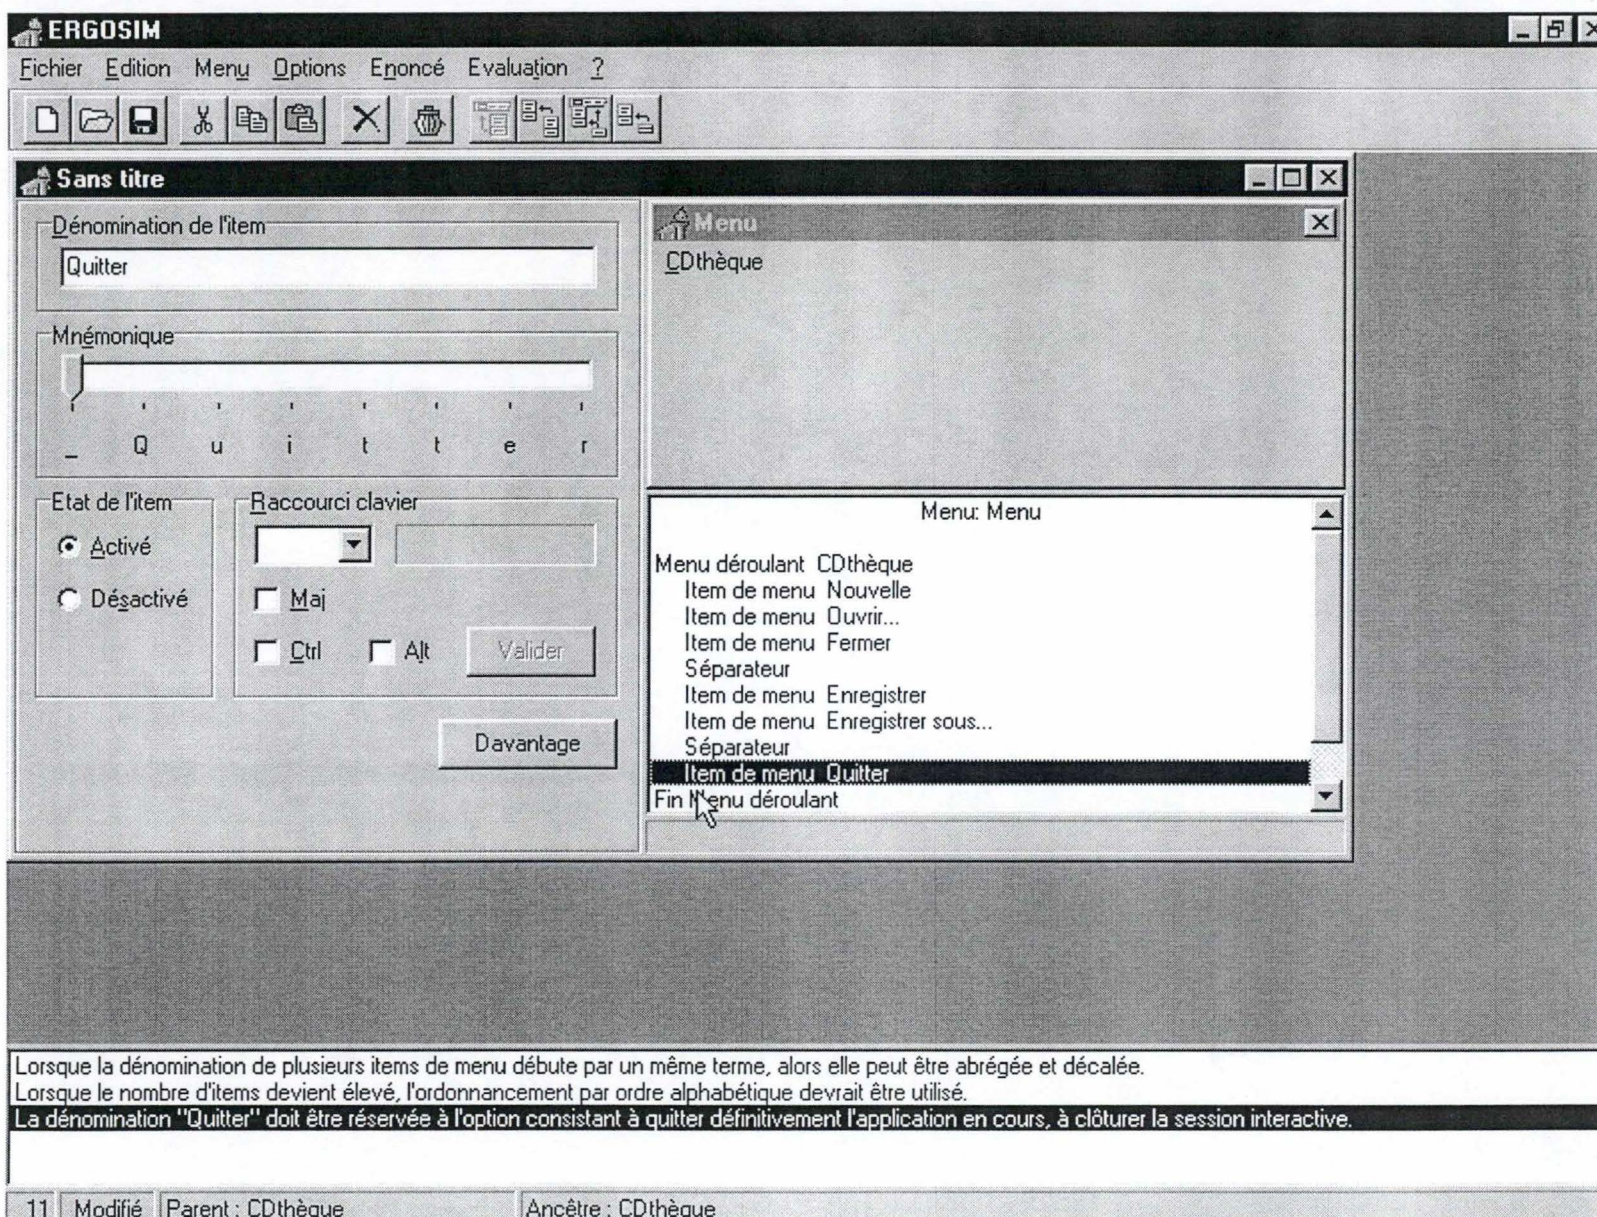 ERGOSIM
Fichier Edition Menu Options Enoncé Evaluation ?
Sans titre
Dénomination de l'item
Quitter
Mnémonique
_ Q u i t t e r
Etat de l'item
Activé
Désactivé
Raccourci clavier
Maj
Ctrl Alt Valider
Davantage
Menu
CDthèque
Menu: Menu
Menu déroulant CDthèque
Item de menu Nouvelle
Item de menu Ouvrir...
Item de menu Fermer
Séparateur
Item de menu Enregistrer
Item de menu Enregistrer sous...
Séparateur
Item de menu Quitter
Fin Menu déroulant
Lorsque la dénomination de plusieurs items de menu débute par un même terme, alors elle peut être abrégée et décalée.
Lorsque le nombre d'items devient élevé, l'ordonnancement par ordre alphabétique devrait être utilisé.
La dénomination "Quitter" doit être réservée à l'option consistant à quitter définitivement l'application en cours, à clôturer la session interactive.
11 Modifié Parent : CDthèque Ancêtre : CDthèque